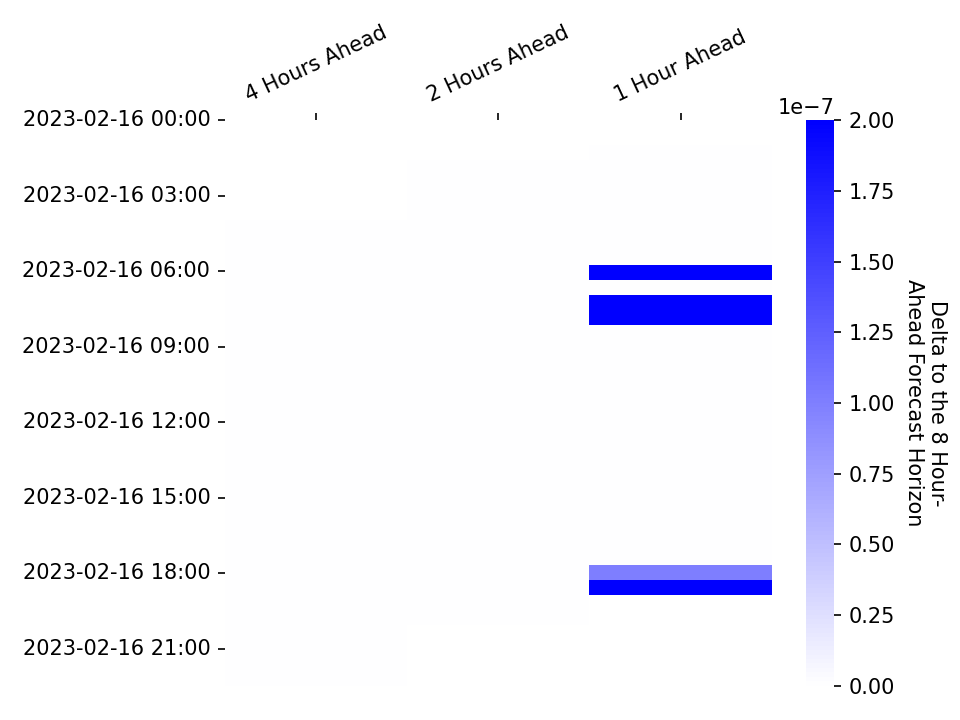 4 Hours Ahead
2 Hours Ahead
1 Hour Ahead
2023-02-16 00:00
2023-02-16 03:00
2023-02-16 06:00
2023-02-16 09:00
2023-02-16 12:00
2023-02-16 15:00
2023-02-16 18:00
2023-02-16 21:00
1e−7
2.00
1.75
1.50
1.25
1.00
0.75
0.50
0.25
0.00
Delta to the 8 Hour-
Ahead Forecast Horizon